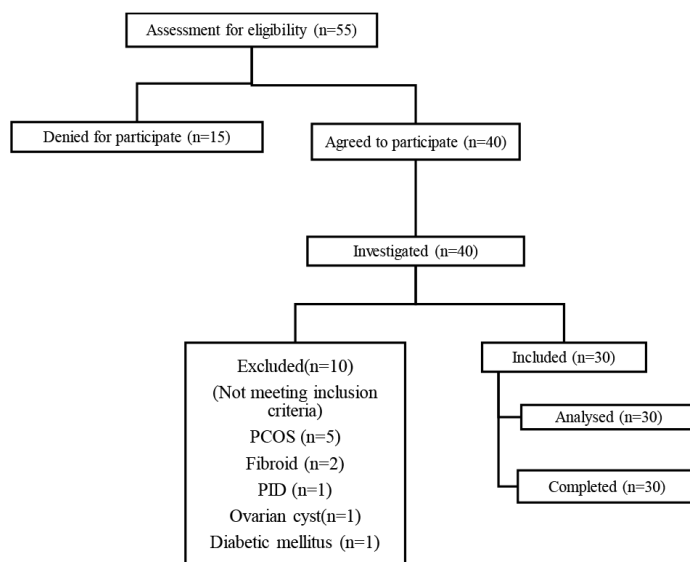 Assessment for eligibility (n=55)
Denied for participate (n=15)
Agreed to participate (n=40)
Investigated (n=40)
Excluded(n=10)
(Not meeting inclusion
criteria)
PCOS (n=5)
Fibroid (n=2)
PID (n=1)
Ovarian cyst(n=1)
Diabetic mellitus (n=1)
Included (n=30)
Analysed (n=30)
Completed (n=30)